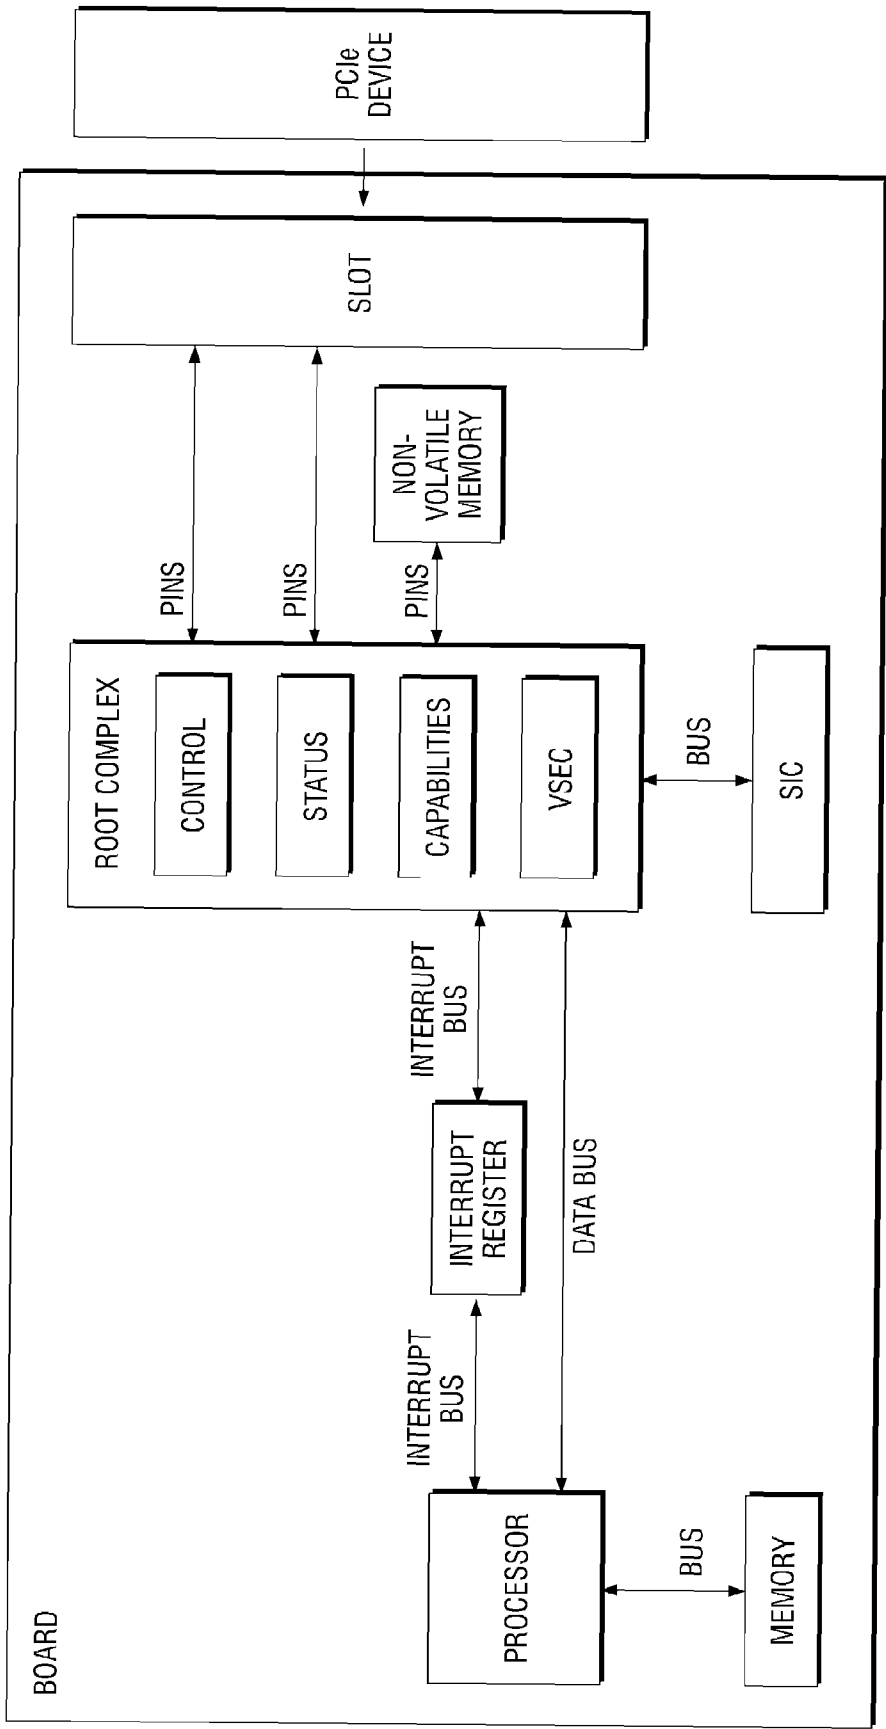 BOARD
PROCESSOR
BUS
MEMORY
INTERRUPT
BUS
INTERRUPT
REGISTER
DATA BUS
INTERRUPT
BUS
ROOT COMPLEX
CONTROL
STATUS
CAPABILITIES
VSEC
BUS
SIC
PINS
PINS
PINS
NON-
VOLATILE
MEMORY
SLOT
PCIe
DEVICE